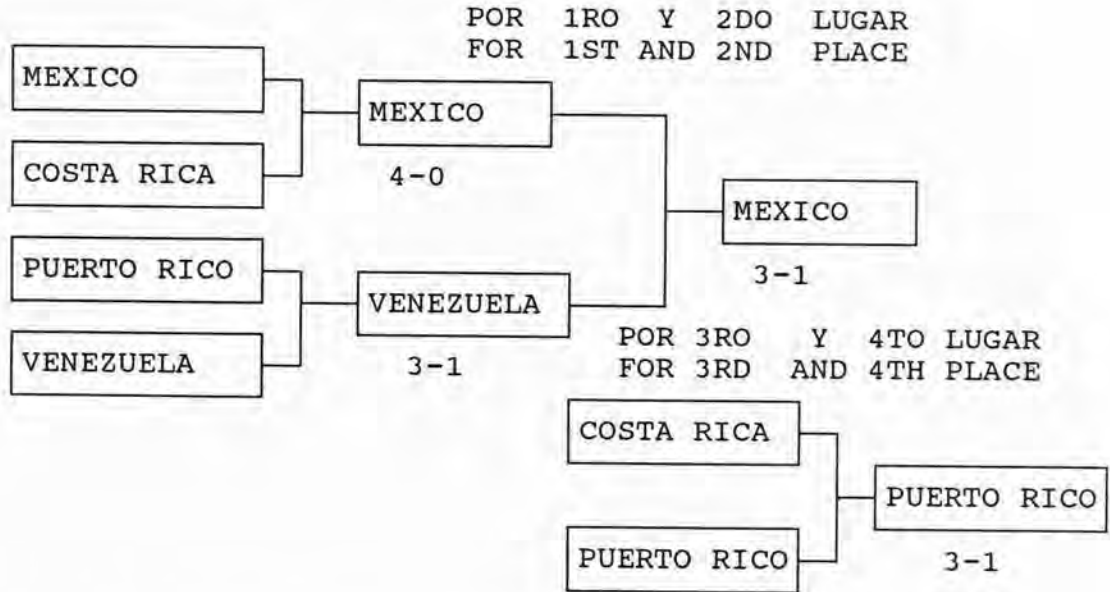 POR 1RO Y 2DO LUGAR
FOR 1ST AND 2ND PLACE
MEXICO
MEXICO
COSTA RICA
4-0
MEXICO
PUERTO RICO
3-1
VENEZUELA
VENEZUELA
3-1
POR 3RO Y 4TO LUGAR
FOR 3RD AND 4TH PLACE
COSTA RICA
PUERTO RICO
PUERTO RICO
3-1